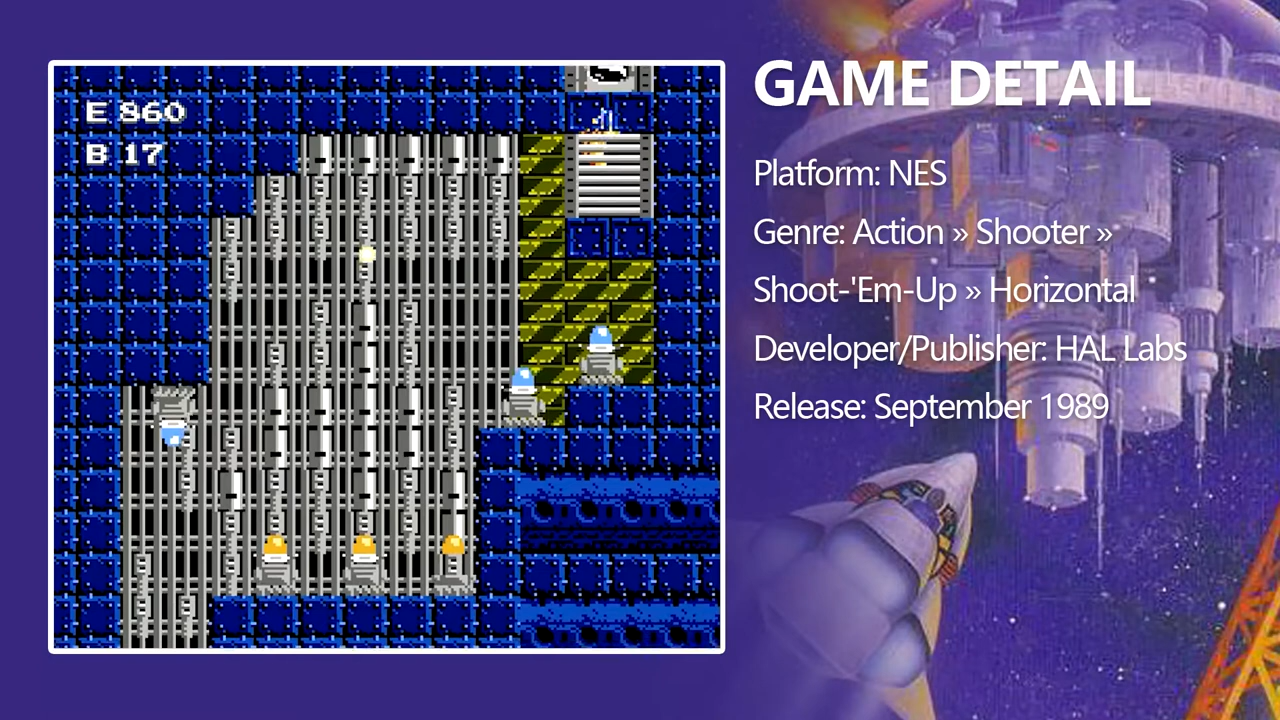 E 860
B 17
GAME DETAIL
Platform: NES
Genre: Action » Shooter »
Shoot-'Em-Up » Horizontal
Developer/Publisher: HAL Labs
Release: September 1989